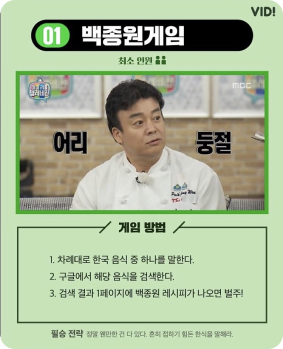 VID!
01 백종원게임
최소 인원
MBC
어리 둥절
게임 방법
1. 차례대로 한국 음식 중 하나를 말한다.
2. 구글에서 해당 음식을 검색한다.
3. 검색 결과 1페이지에 백종원 레시피가 나오면 벌주!
필승 전략 정말 웬만한 건 다 있다. 흔히 접하기 힘든 한식을 말해라.